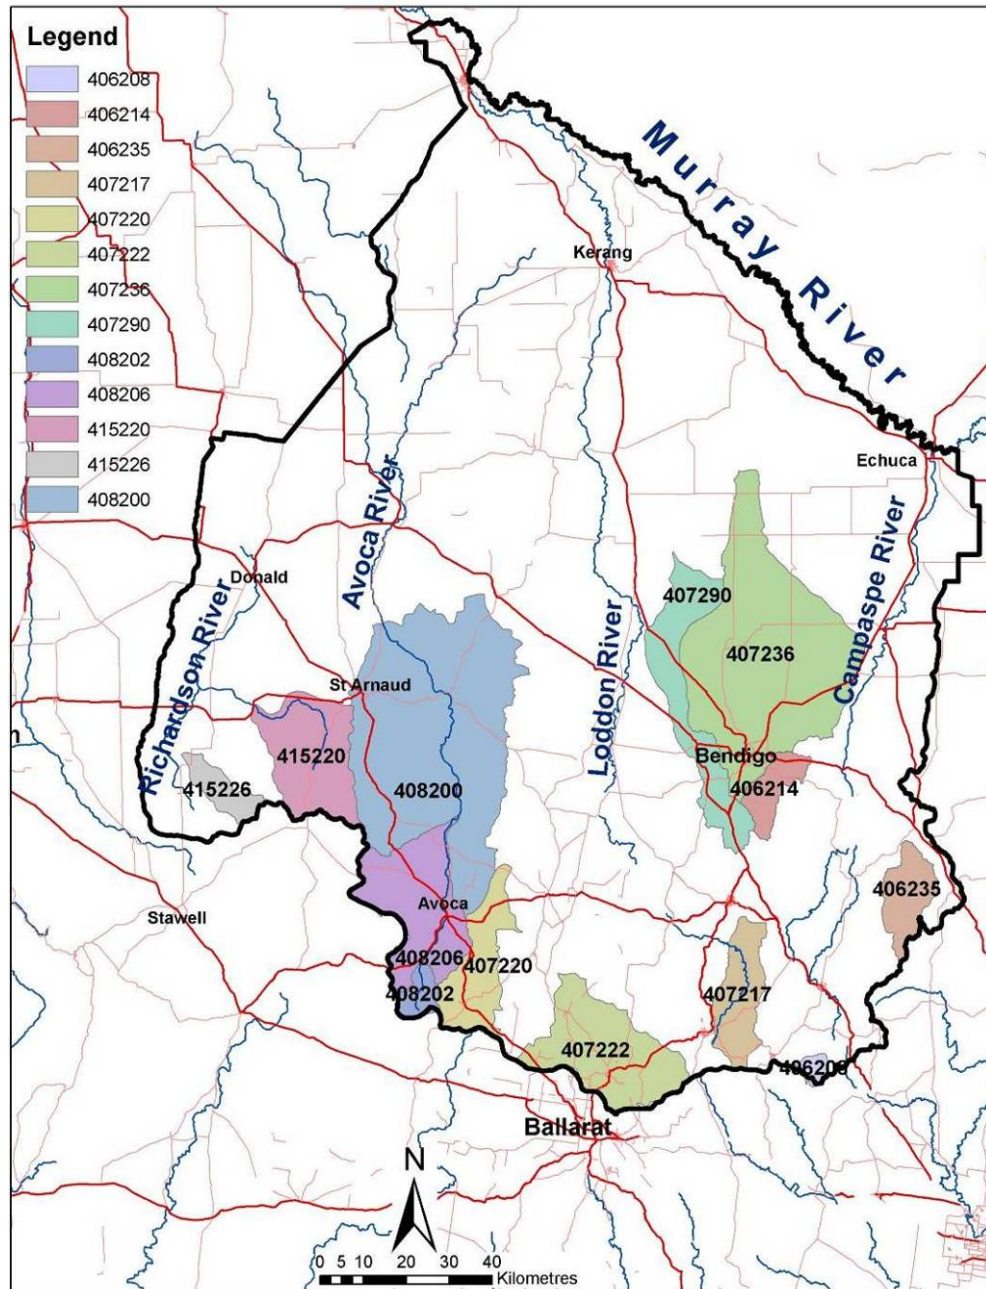 Legend
406208
406214
406235
407217
407220
407222
407236
407290
408202
408206
415220
415226
408200
Murray River
Kerang
Echuca
Avoca River
Donald
Richardson River
Loddon River
Campaspe River
407290
407236
St Arnaud
415220
Bendigo
415226
408200
406214
406235
Avoca
Stawell
408206
407220
408202
407217
407222
406208
Ballarat
N
0 5 10 20 30 40
Kilometres